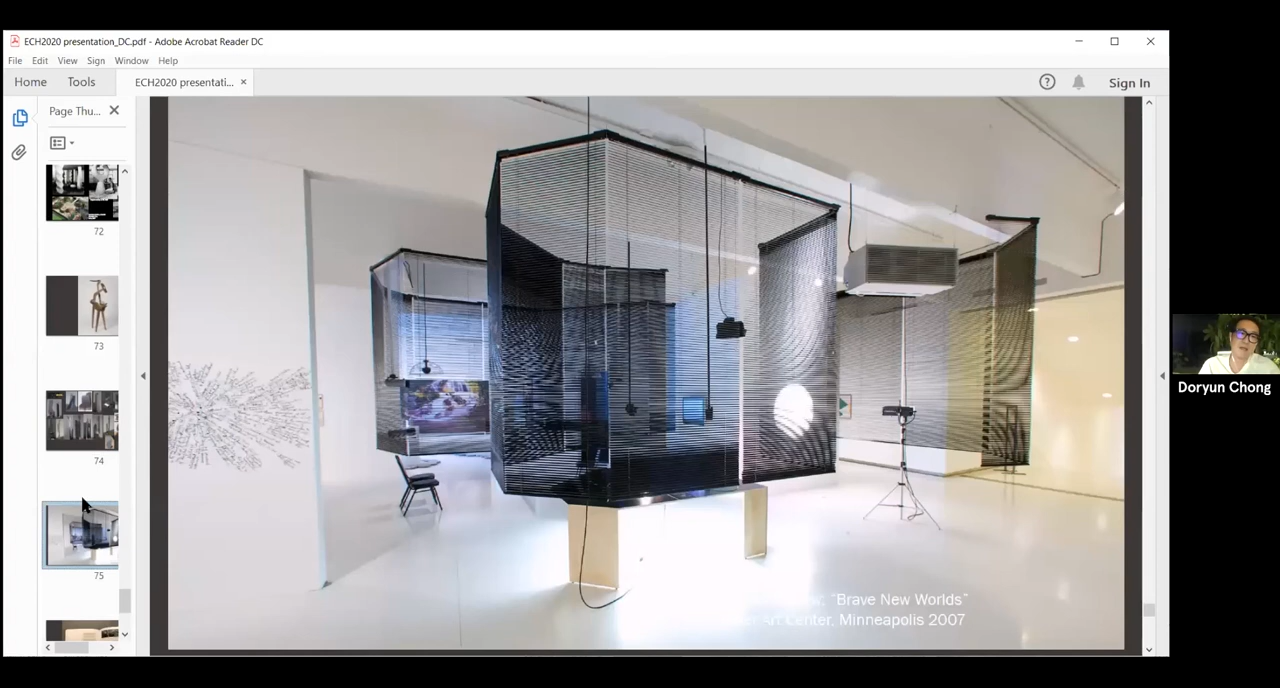 ECH2020 presentation_DC.pdf - Adobe Acrobat Reader DC
File Edit View Sign Window Help
Home Tools ECH2020 presentati... Sign In
Page Thu...
72
73
74
75
"Brave New Worlds"
Art Center, Minneapolis 2007
Doryun Chong